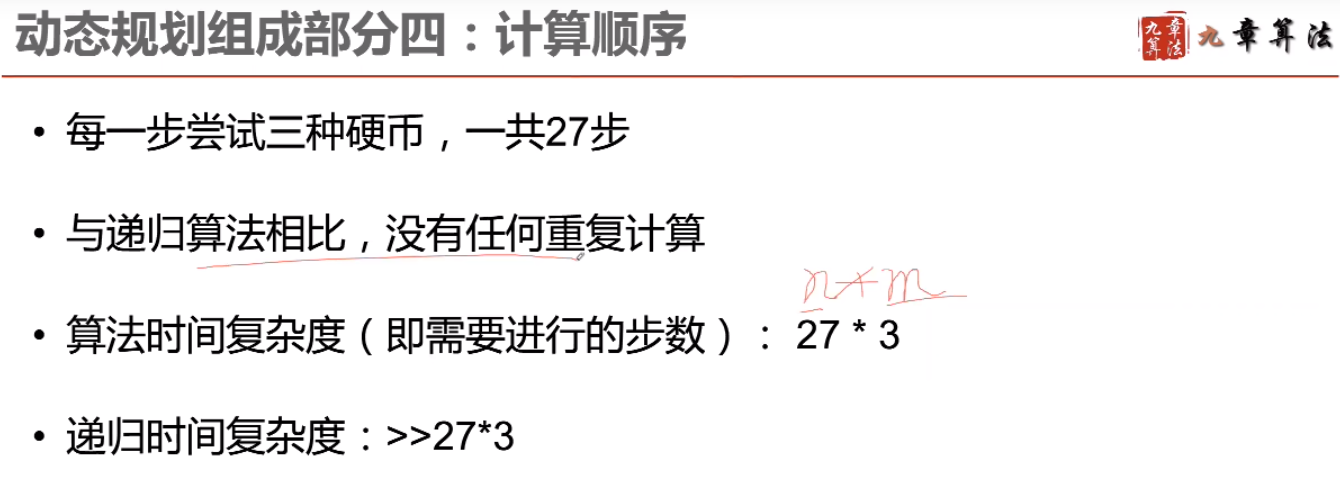 动态规划组成部分四：计算顺序
九章算法 九章算法
• 每一步尝试三种硬币，一共27步
• 与递归算法相比，没有任何重复计算
n*m
• 算法时间复杂度（即需要进行的步数）： 27 * 3
• 递归时间复杂度：>>27*3